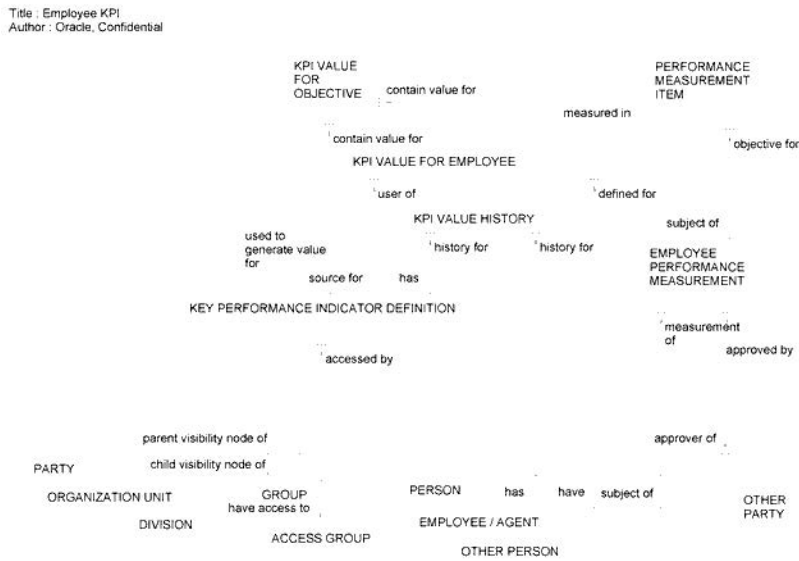 Title : Employee KPI
Author : Oracle, Confidential
KPI VALUE
FOR
OBJECTIVE
contain value for
PERFORMANCE
MEASUREMENT
ITEM
measured in
contain value for
objective for
KPI VALUE FOR EMPLOYEE
user of
defined for
KPI VALUE HISTORY
subject of
used to
generate value
for
history for
history for
EMPLOYEE
PERFORMANCE
MEASUREMENT
source for
has
KEY PERFORMANCE INDICATOR DEFINITION
measurement
of
approved by
accessed by
parent visibility node of
approver of
child visibility node of
PARTY
ORGANIZATION UNIT
GROUP
PERSON
has
have
subject of
OTHER
PARTY
have access to
DIVISION
EMPLOYEE / AGENT
ACCESS GROUP
OTHER PERSON